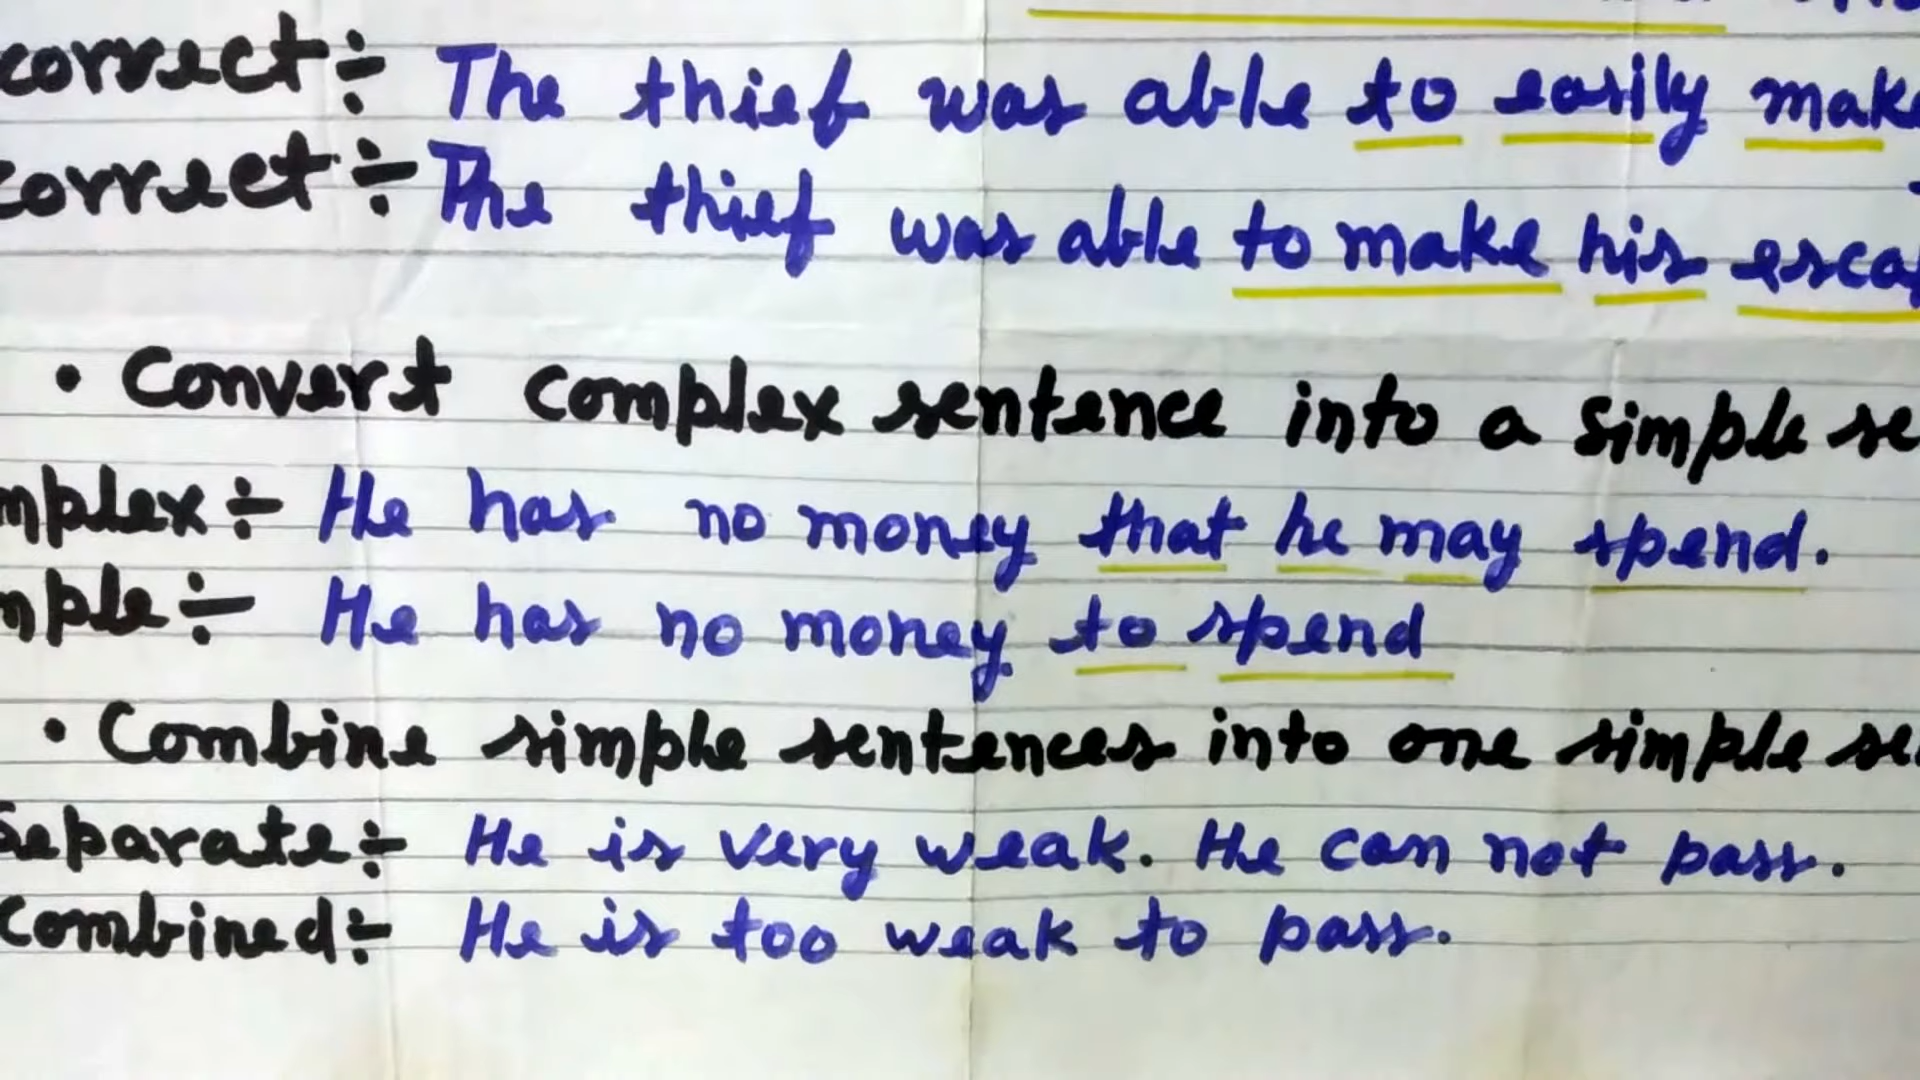 correct÷ The thief was able to easily make
correct÷ The thief was able to make his esca
• Convert complex sentence into a simple se
mplex÷ He has no money that he may spend.
mple÷ He has no money to spend
• Combine simple sentences into one simple se
Separate÷ He is very weak. He can not pass.
Combined÷ He is too weak to pass.